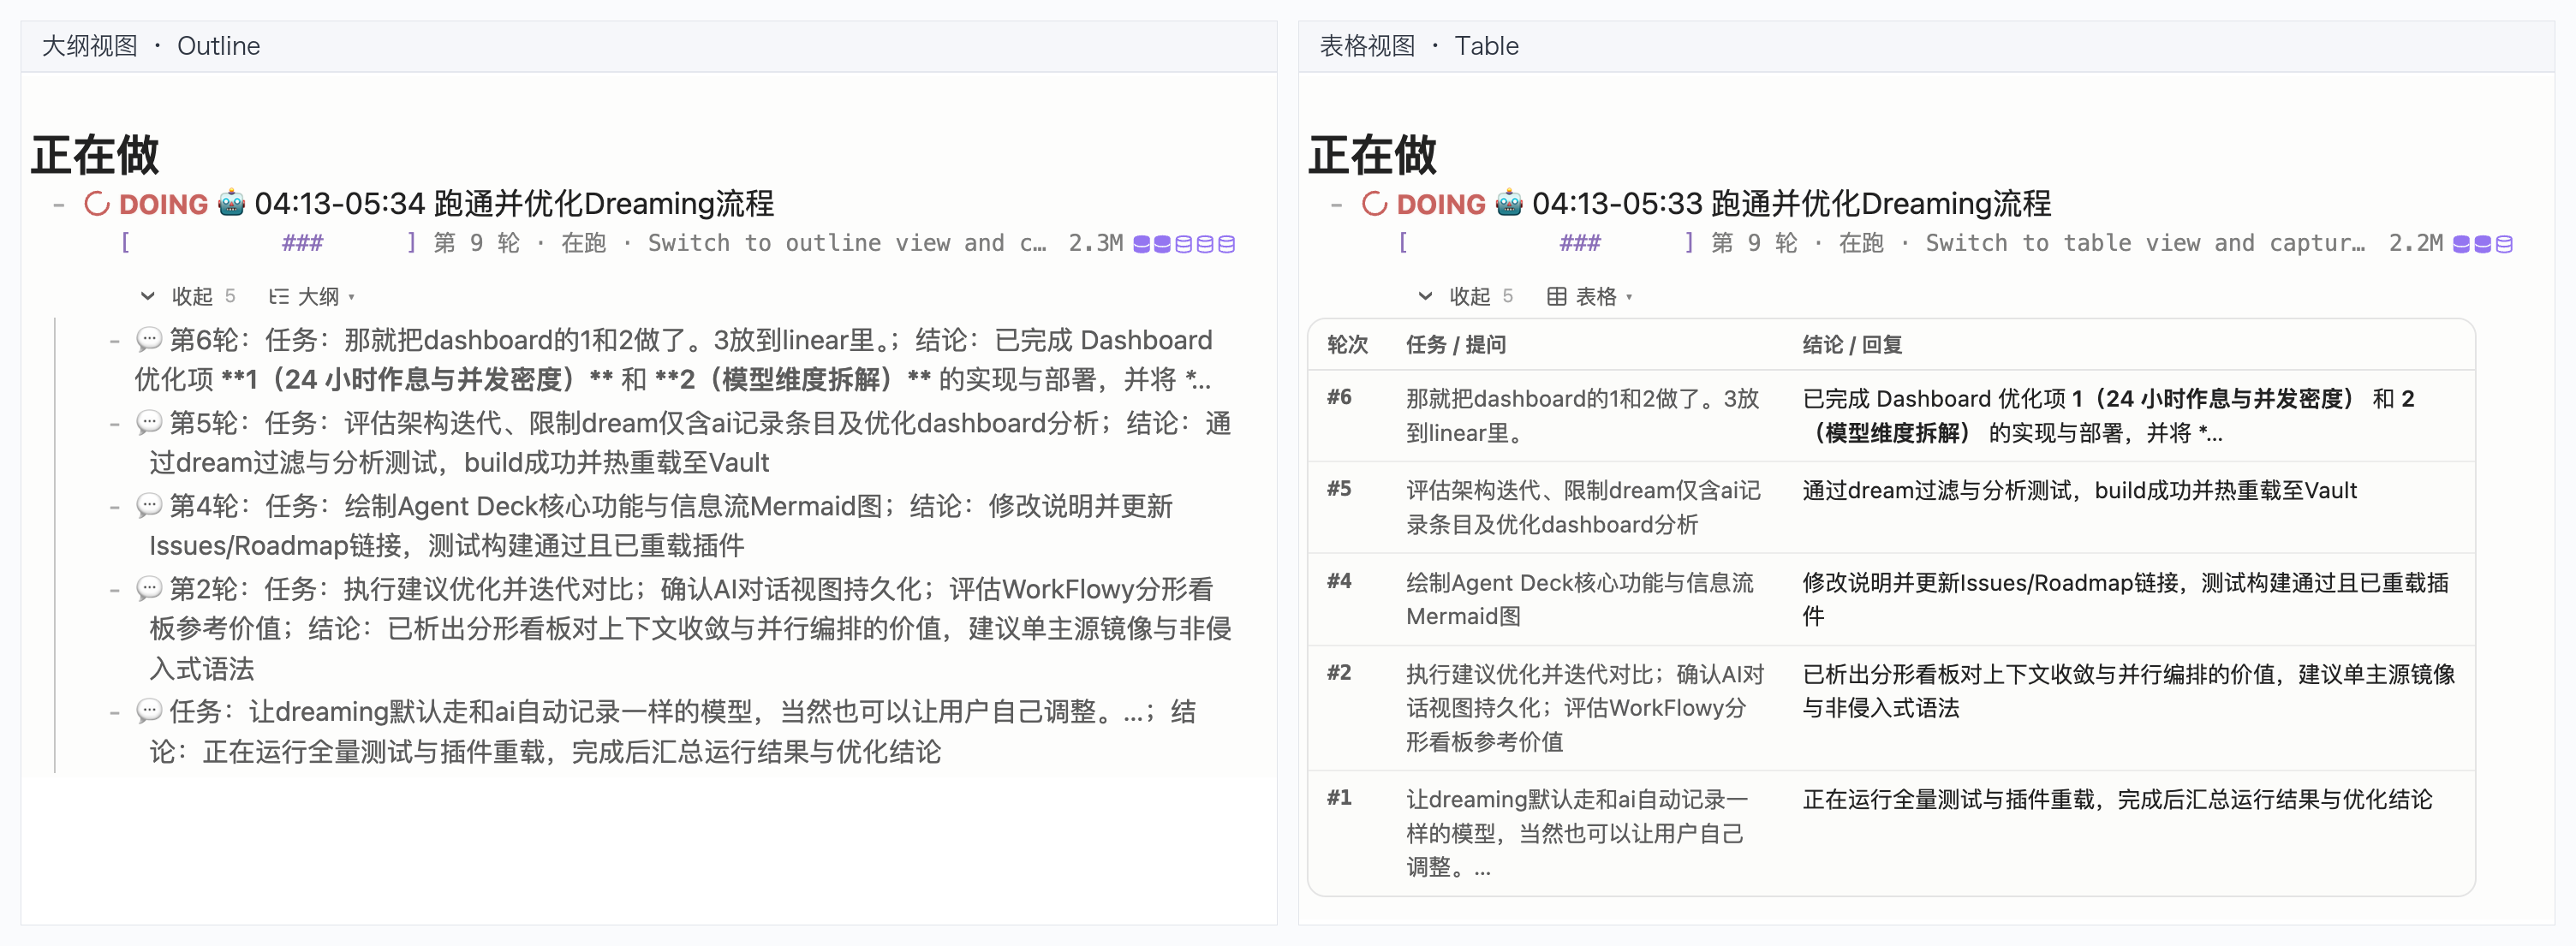 大纲视图 · Outline
正在做
DOING 🤖 04:13-05:34 跑通并优化Dreaming流程
[ ### ] 第 9 轮 · 在跑 · Switch to outline view and c… 2.3M
收起 5 大纲
第6轮：任务：那就把dashboard的1和2做了。3放到linear里。；结论：已完成 Dashboard
优化项 **1（24 小时作息与并发密度）** 和 **2（模型维度拆解）** 的实现与部署，并将 *…
第5轮：任务：评估架构迭代、限制dream仅含ai记录条目及优化dashboard分析；结论：通
过dream过滤与分析测试，build成功并热重载至Vault
第4轮：任务：绘制Agent Deck核心功能与信息流Mermaid图；结论：修改说明并更新
Issues/Roadmap链接，测试构建通过且已重载插件
第2轮：任务：执行建议优化并迭代对比；确认AI对话视图持久化；评估WorkFlowy分形看
板参考价值；结论：已析出分形看板对上下文收敛与并行编排的价值，建议单主源镜像与非侵
入式语法
任务：让dreaming默认走和ai自动记录一样的模型，当然也可以让用户自己调整。…；结
论：正在运行全量测试与插件重载，完成后汇总运行结果与优化结论
表格视图 · Table
正在做
DOING 🤖 04:13-05:33 跑通并优化Dreaming流程
[ ### ] 第 9 轮 · 在跑 · Switch to table view and captur… 2.2M
收起 5 表格
轮次 任务 / 提问 结论 / 回复
#6
那就把dashboard的1和2做了。3放
到linear里。
已完成 Dashboard 优化项 1（24 小时作息与并发密度） 和 2
（模型维度拆解） 的实现与部署，并将 *…
#5
评估架构迭代、限制dream仅含ai记
录条目及优化dashboard分析
通过dream过滤与分析测试，build成功并热重载至Vault
#4
绘制Agent Deck核心功能与信息流
Mermaid图
修改说明并更新Issues/Roadmap链接，测试构建通过且已重载插
件
#2
执行建议优化并迭代对比；确认AI对
话视图持久化；评估WorkFlowy分
形看板参考价值
已析出分形看板对上下文收敛与并行编排的价值，建议单主源镜像
与非侵入式语法
#1
让dreaming默认走和ai自动记录一
样的模型，当然也可以让用户自己
调整。…
正在运行全量测试与插件重载，完成后汇总运行结果与优化结论